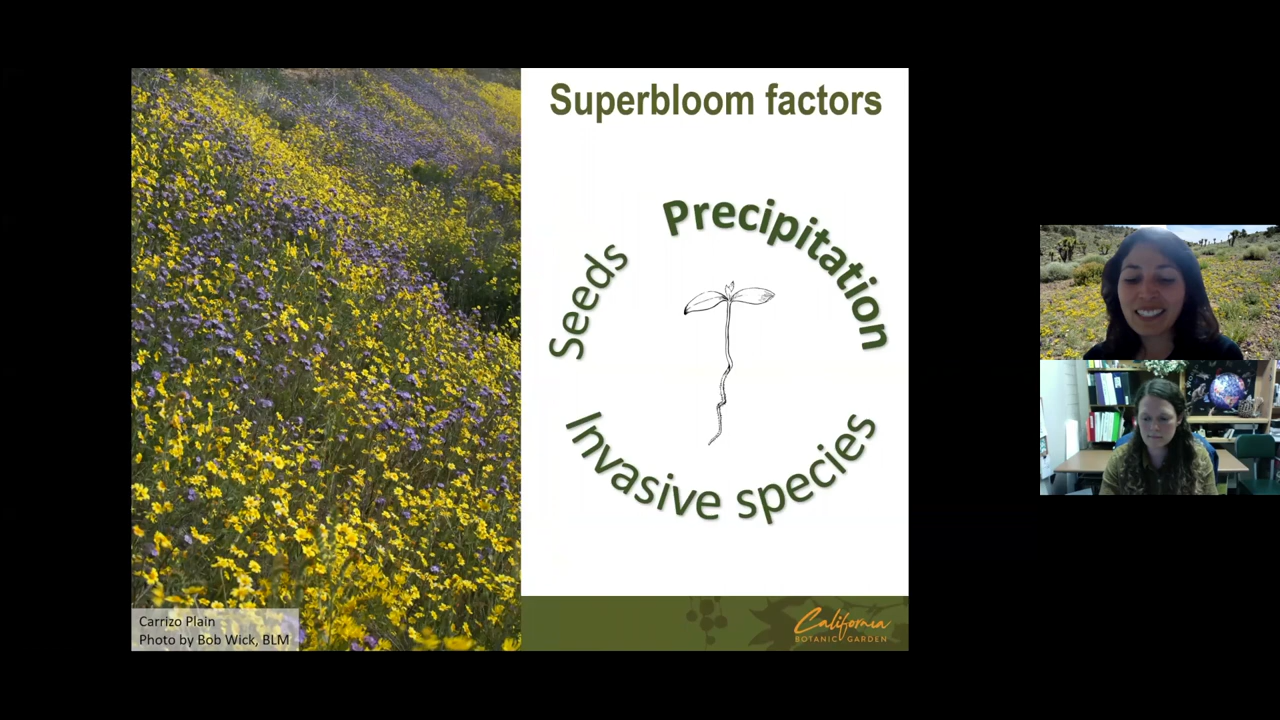 Superbloom factors
Precipitation
Seeds
Invasive species
Carrizo Plain
Photo by Bob Wick, BLM
California
BOTANIC GARDEN